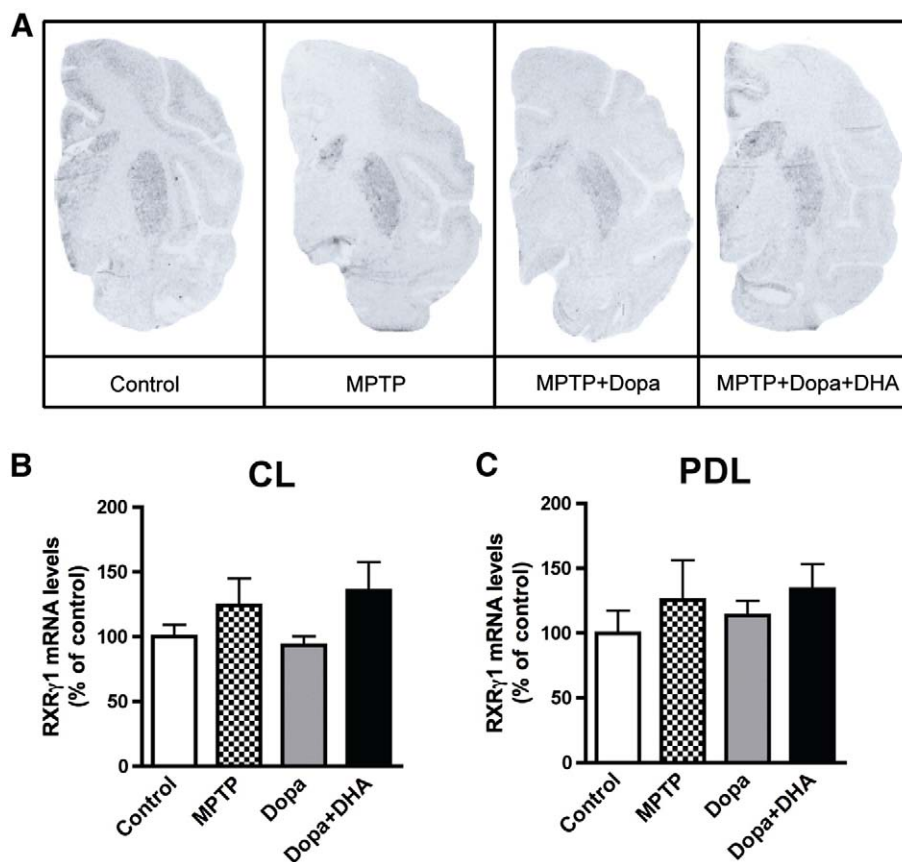 A
Control
MPTP
MPTP+Dopa
MPTP+Dopa+DHA
B
CL
RXRγ1 mRNA levels
(% of control)
200
150
100
50
0
Control
MPTP
Dopa
Dopa+DHA
C
PDL
RXRγ1 mRNA levels
(% of control)
200
150
100
50
0
Control
MPTP
Dopa
Dopa+DHA